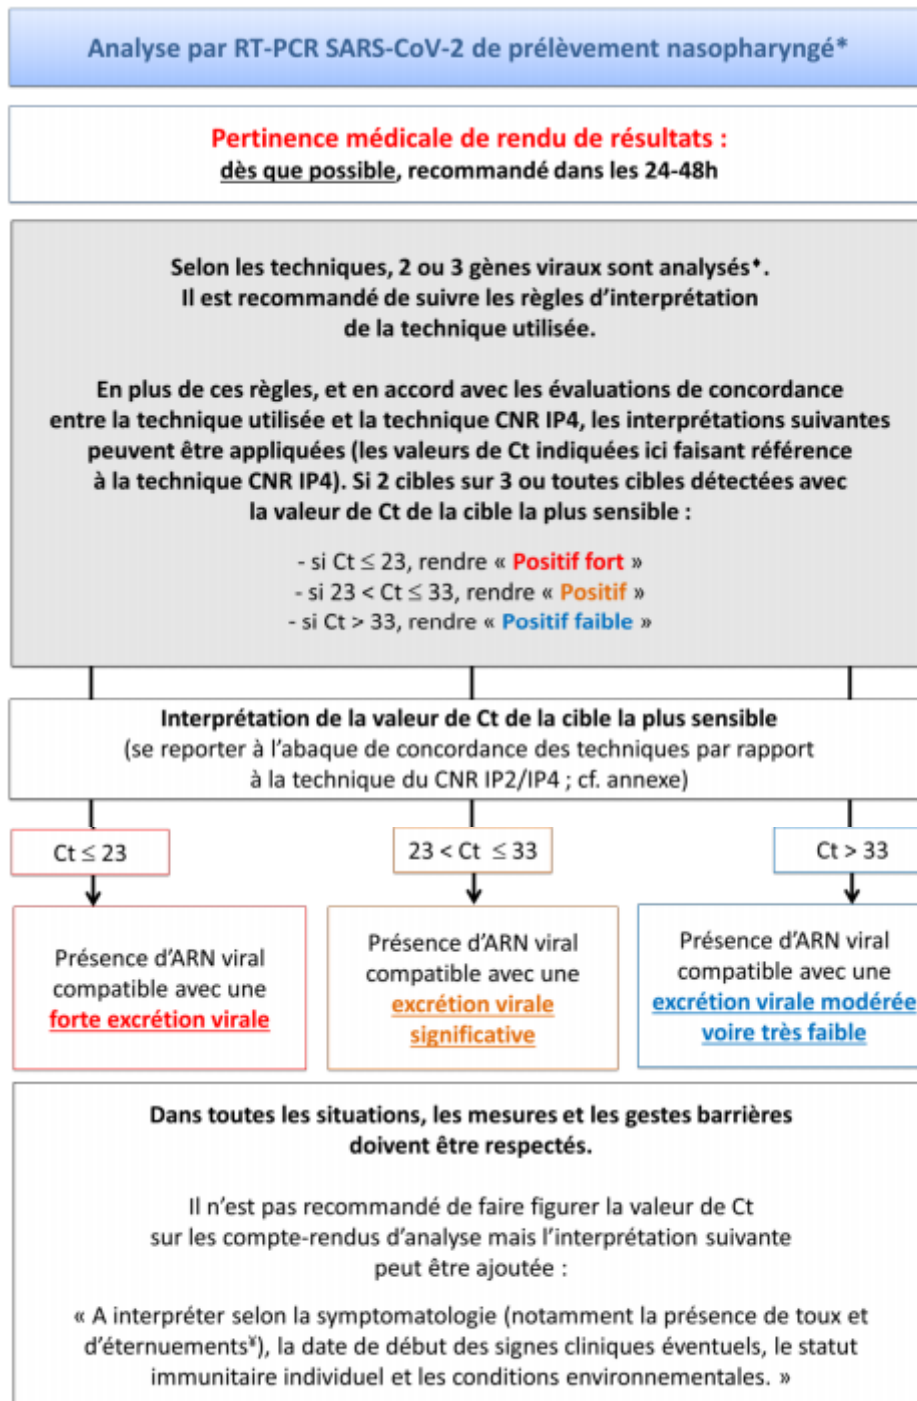 Analyse par RT-PCR SARS-CoV-2 de prélèvement nasopharyngé*
Pertinence médicale de rendu de résultats :
dès que possible, recommandé dans les 24-48h
Selon les techniques, 2 ou 3 gènes viraux sont analysés♦.
Il est recommandé de suivre les règles d'interprétation
de la technique utilisée.
En plus de ces règles, et en accord avec les évaluations de concordance
entre la technique utilisée et la technique CNR IP4, les interprétations suivantes
peuvent être appliquées (les valeurs de Ct indiquées ici faisant référence
à la technique CNR IP4). Si 2 cibles sur 3 ou toutes cibles détectées avec
la valeur de Ct de la cible la plus sensible :
- si Ct ≤ 23, rendre « Positif fort »
- si 23 < Ct ≤ 33, rendre « Positif »
- si Ct > 33, rendre « Positif faible »
Interprétation de la valeur de Ct de la cible la plus sensible
(se reporter à l'abaque de concordance des techniques par rapport
à la technique du CNR IP2/IP4 ; cf. annexe)
Ct ≤ 23
23 < Ct ≤ 33
Ct > 33
Présence d'ARN viral
compatible avec une
forte excrétion virale
Présence d'ARN viral
compatible avec une
excrétion virale
significative
Présence d'ARN viral
compatible avec une
excrétion virale modérée
voire très faible
Dans toutes les situations, les mesures et les gestes barrières
doivent être respectés.
Il n'est pas recommandé de faire figurer la valeur de Ct
sur les compte-rendus d'analyse mais l'interprétation suivante
peut être ajoutée :
« A interpréter selon la symptomatologie (notamment la présence de toux et
d'éternuements¥), la date de début des signes cliniques éventuels, le statut
immunitaire individuel et les conditions environnementales. »